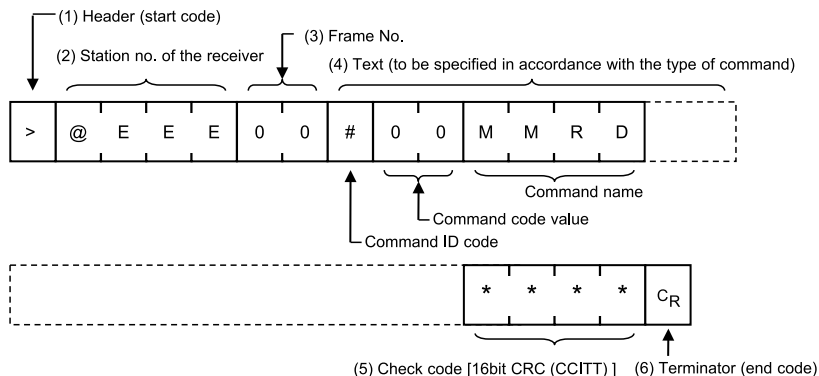 (1) Header (start code)
(3) Frame No.
(2) Station no. of the receiver
(4) Text (to be specified in accordance with the type of command)
> @ E E E 0 0 # 0 0 M M R D
Command name
Command code value
Command ID code
* * * * CR
(5) Check code [16bit CRC (CCITT) ] (6) Terminator (end code)